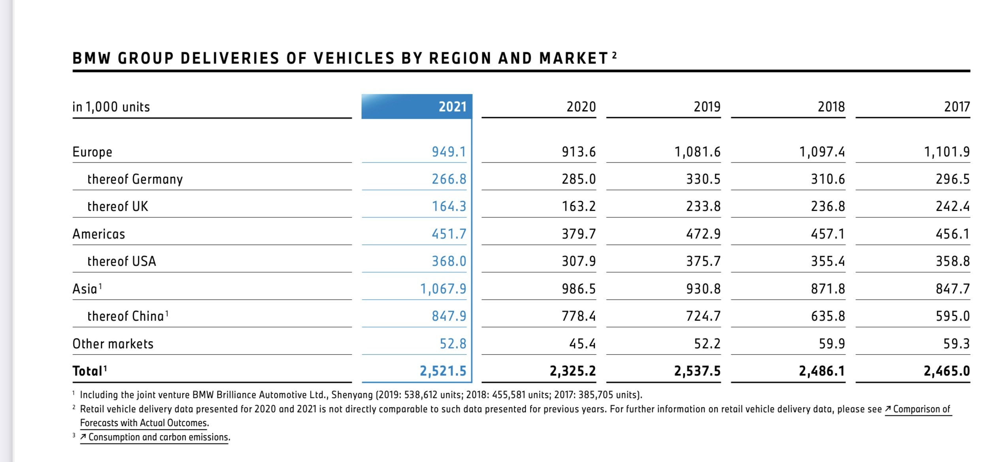 BMW GROUP DELIVERIES OF VEHICLES BY REGION AND MARKET ²
in 1,000 units 2021 2020 2019 2018 2017
Europe 949.1 913.6 1,081.6 1,097.4 1,101.9
thereof Germany 266.8 285.0 330.5 310.6 296.5
thereof UK 164.3 163.2 233.8 236.8 242.4
Americas 451.7 379.7 472.9 457.1 456.1
thereof USA 368.0 307.9 375.7 355.4 358.8
Asia¹ 1,067.9 986.5 930.8 871.8 847.7
thereof China¹ 847.9 778.4 724.7 635.8 595.0
Other markets 52.8 45.4 52.2 59.9 59.3
Total¹ 2,521.5 2,325.2 2,537.5 2,486.1 2,465.0
¹ Including the joint venture BMW Brilliance Automotive Ltd., Shenyang (2019: 538,612 units; 2018: 455,581 units; 2017: 385,705 units).
² Retail vehicle delivery data presented for 2020 and 2021 is not directly comparable to such data presented for previous years. For further information on retail vehicle delivery data, please see ↗ Comparison of
Forecasts with Actual Outcomes.
³ ↗ Consumption and carbon emissions.